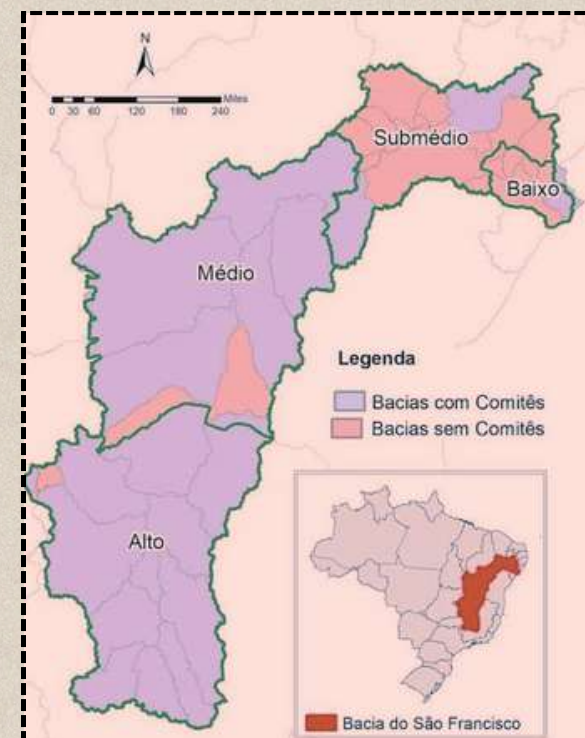 N
Miles
0 30 60 120 180 240
Submédio
Baixo
Médio
Legenda
Bacias com Comitês
Bacias sem Comitês
Alto
Bacia do São Francisco